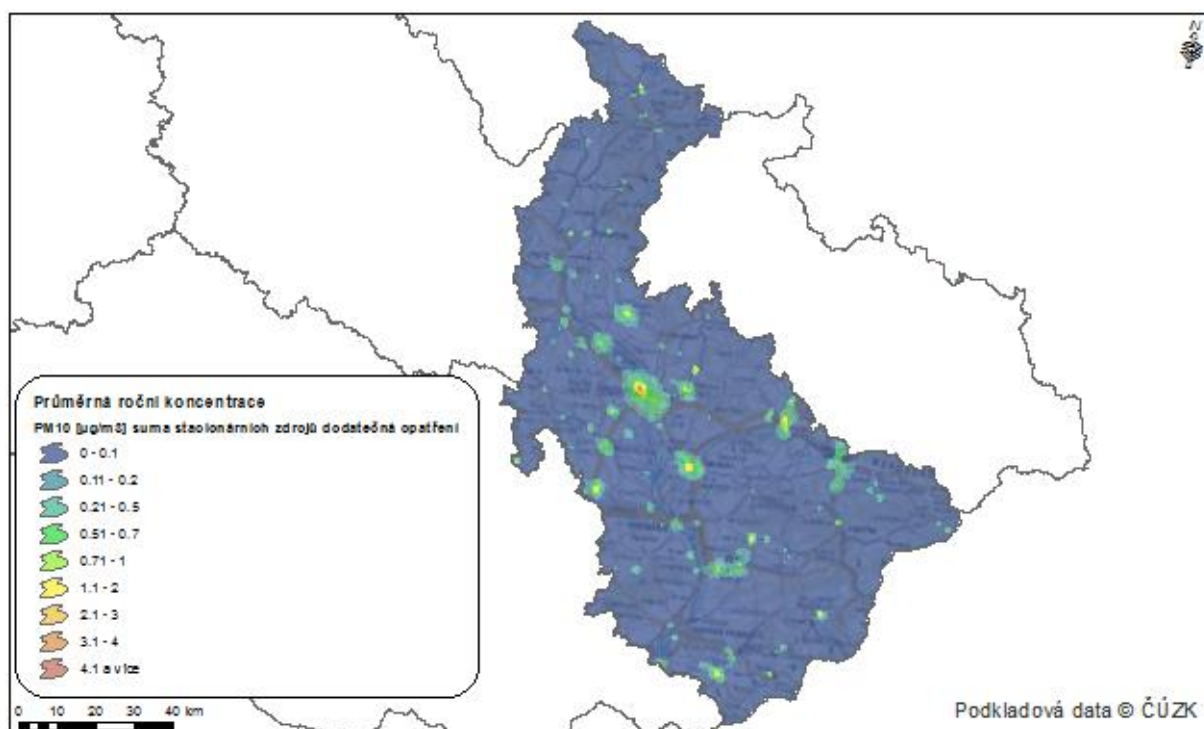 N
Průměrná roční koncentrace
PM10 [µg/m3] suma stacionárních zdrojů dodatečná opatření
0 - 0.1
0.11 - 0.2
0.21 - 0.5
0.51 - 0.7
0.71 - 1
1.1 - 2
2.1 - 3
3.1 - 4
4.1 a více
0 10 20 30 40 km
Podkladová data © ČÚZK